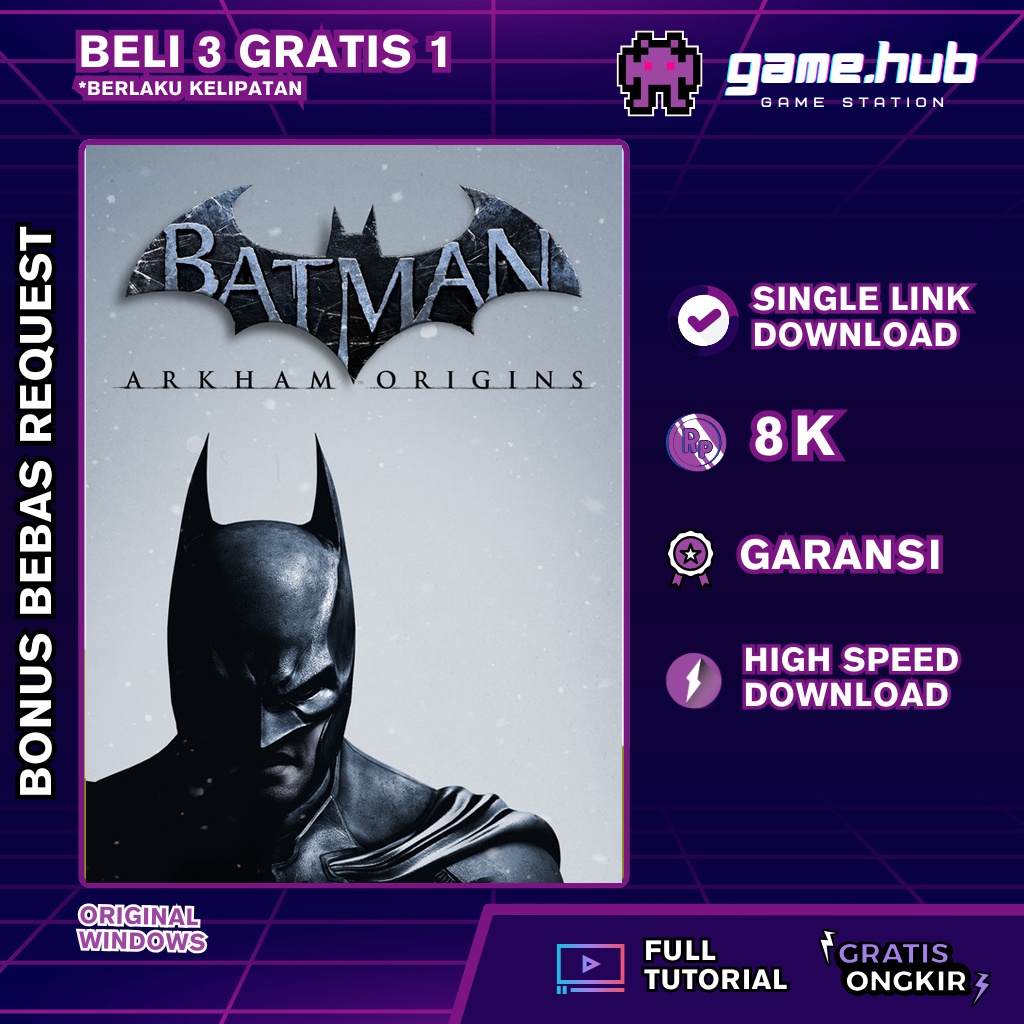 BELI 3 GRATIS 1
*BERLAKU KELIPATAN
game.hub
GAME STATION
BONUS BEBAS REQUEST
BATMAN
ARKHAM ORIGINS
SINGLE LINK
DOWNLOAD
Rp
8K
GARANSI
HIGH SPEED
DOWNLOAD
ORIGINAL
WINDOWS
FULL
TUTORIAL
GRATIS
ONGKIR